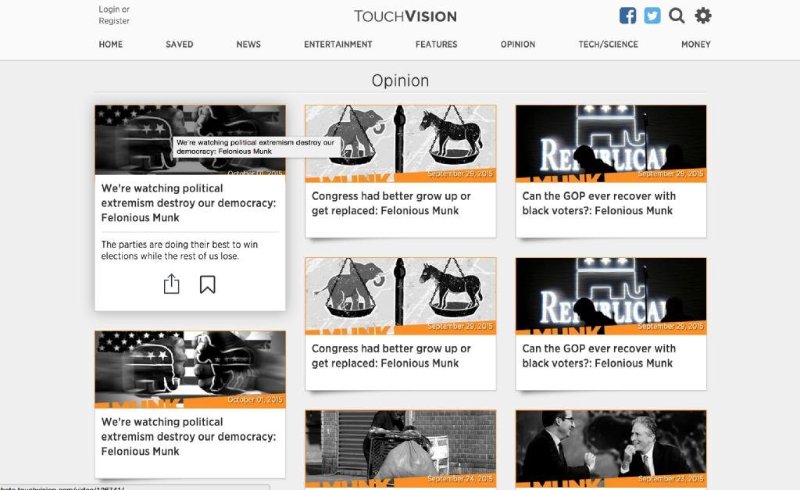 Login or
Register
TOUCHVISION
HOME
SAVED
NEWS
ENTERTAINMENT
FEATURES
OPINION
TECH/SCIENCE
MONEY
Opinion
We're watching political extremism destroy our
democracy: Felonious Munk
October 01, 2015
We're watching political
extremism destroy our democracy:
Felonious Munk
The parties are doing their best to win
elections while the rest of us lose.
MUNK
September 29, 2015
Congress had better grow up or
get replaced: Felonious Munk
REPUBLICA
MUNK
September 29, 2015
Can the GOP ever recover with
black voters?: Felonious Munk
MUNK
October 01, 2015
We're watching political
extremism destroy our democracy:
Felonious Munk
MUNK
September 29, 2015
Congress had better grow up or
get replaced: Felonious Munk
REPUBLICA
MUNK
September 29, 2015
Can the GOP ever recover with
black voters?: Felonious Munk
September 24, 2015
September 23, 2015